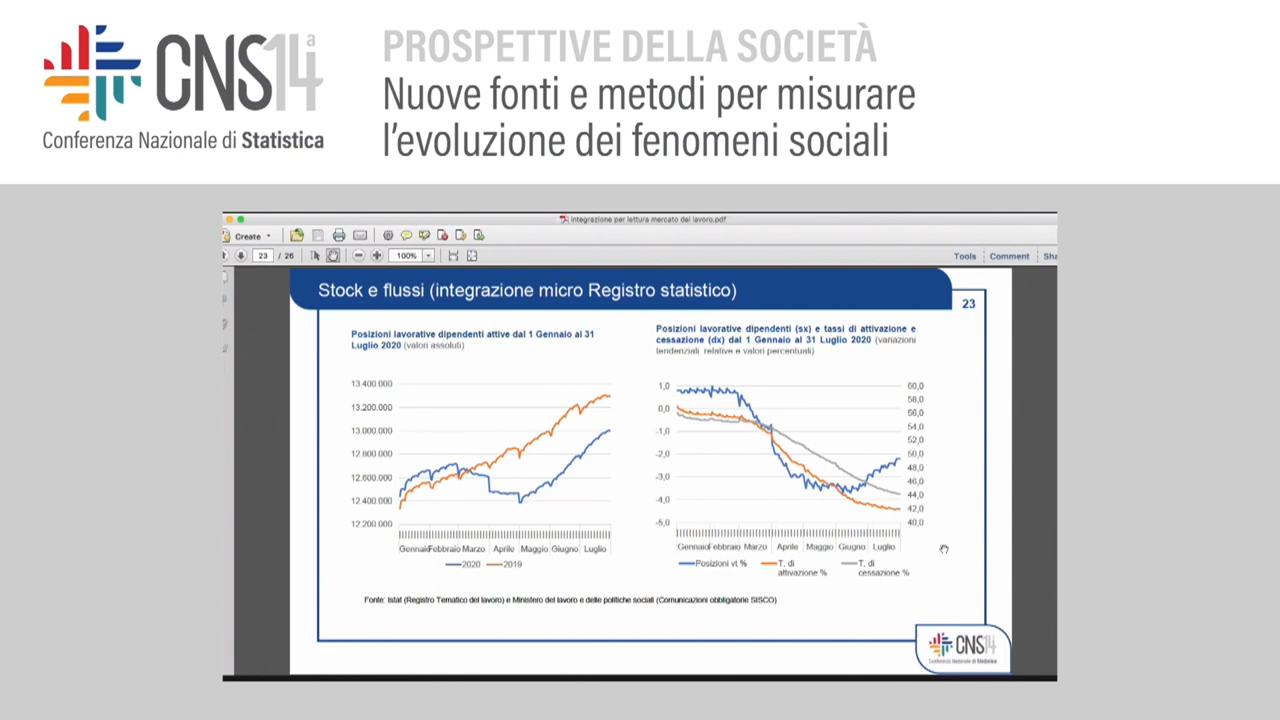 CNS14a
Conferenza Nazionale di Statistica
PROSPETTIVE DELLA SOCIETÀ
Nuove fonti e metodi per misurare
l'evoluzione dei fenomeni sociali
integrazione per lettura mercato del lavoro.pdf
Create
23 / 26
100%
Tools
Comment
Sha
Stock e flussi (integrazione micro Registro statistico)
23
Posizioni lavorative dipendenti attive dal 1 Gennaio al 31
Luglio 2020 (valori assoluti)
13.400.000
13.200.000
13.000.000
12.800.000
12.600.000
12.400.000
12.200.000
Gennaio Febbraio Marzo Aprile Maggio Giugno Luglio
2020 2019
Posizioni lavorative dipendenti (sx) e tassi di attivazione e
cessazione (dx) dal 1 Gennaio al 31 Luglio 2020 (variazioni
tendenziali relative e valori percentuali)
1,0
0,0
-1,0
-2,0
-3,0
-4,0
-5,0
60,0
58,0
56,0
54,0
52,0
50,0
48,0
46,0
44,0
42,0
40,0
Gennaio Febbraio Marzo Aprile Maggio Giugno Luglio
Posizioni vt %
T. di
attivazione %
T. di
cessazione %
Fonte: Istat (Registro Tematico del lavoro) e Ministero del lavoro e delle politiche sociali (Comunicazioni obbligatorie SISCO)
CNS14
Conferenza Nazionale di Statistica